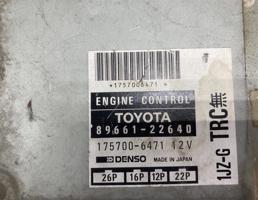 *1757006471*
ENGINE CONTROL
TOYOTA
89661-22640
175700-6471 12V
DENSO MADE IN JAPAN
26P 16P 12P 22P
1JZ-G TRC無